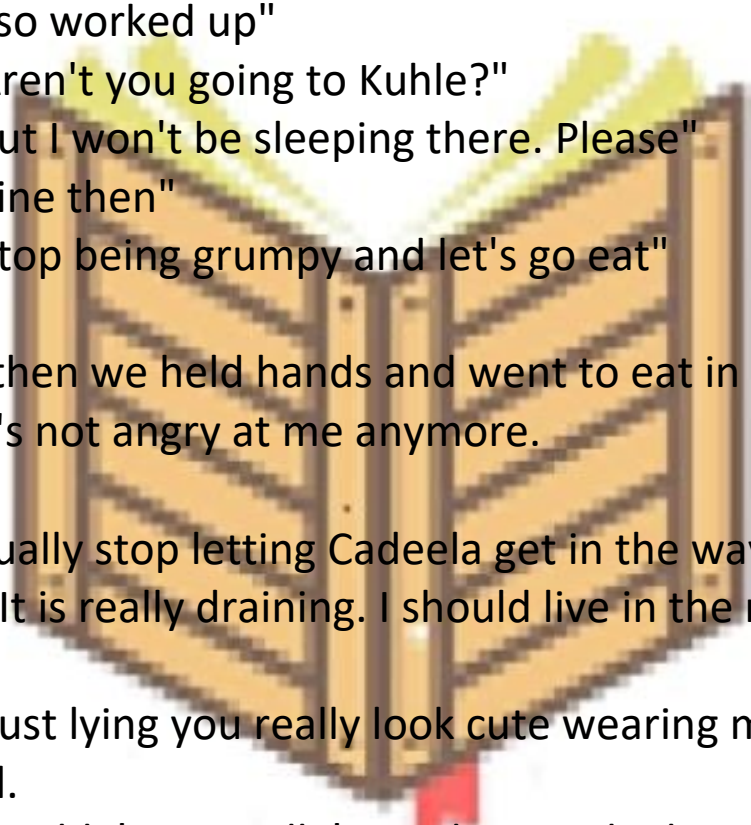 so worked up"
ren't you going to Kuhle?"
ut I won't be sleeping there. Please"
ine then"
top being grumpy and let's go eat"
then we held hands and went to eat in
's not angry at me anymore.
ually stop letting Cadeela get in the way
It is really draining. I should live in the
ust lying you really look cute wearing